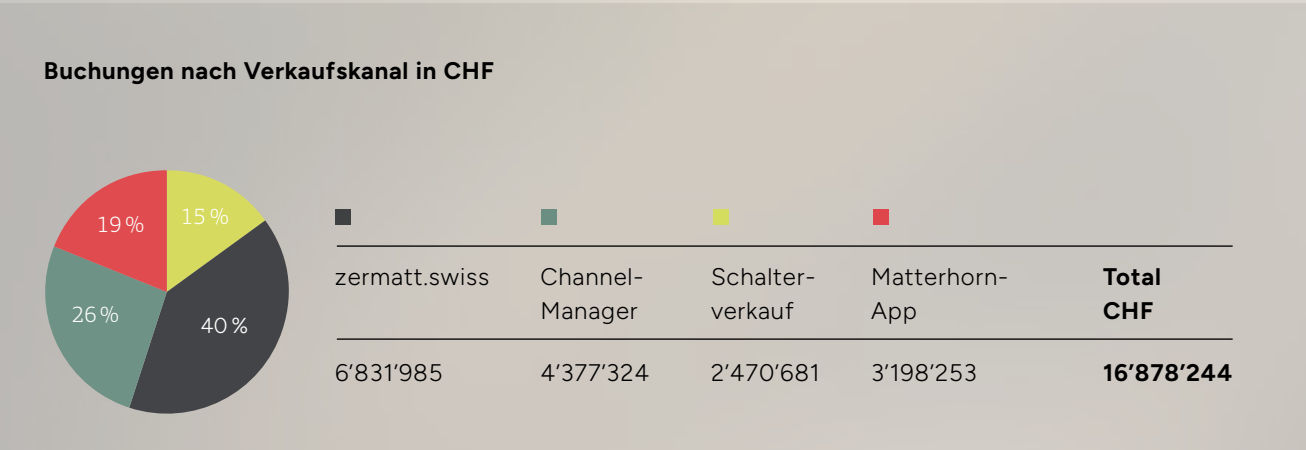 Buchungen nach Verkaufskanal in CHF
19 %
15 %
26 %
40 %
zermatt.swiss
Channel-
Manager
Schalter-
verkauf
Matterhorn-
App
Total
CHF
6’831’985
4’377’324
2’470’681
3’198’253
16’878’244